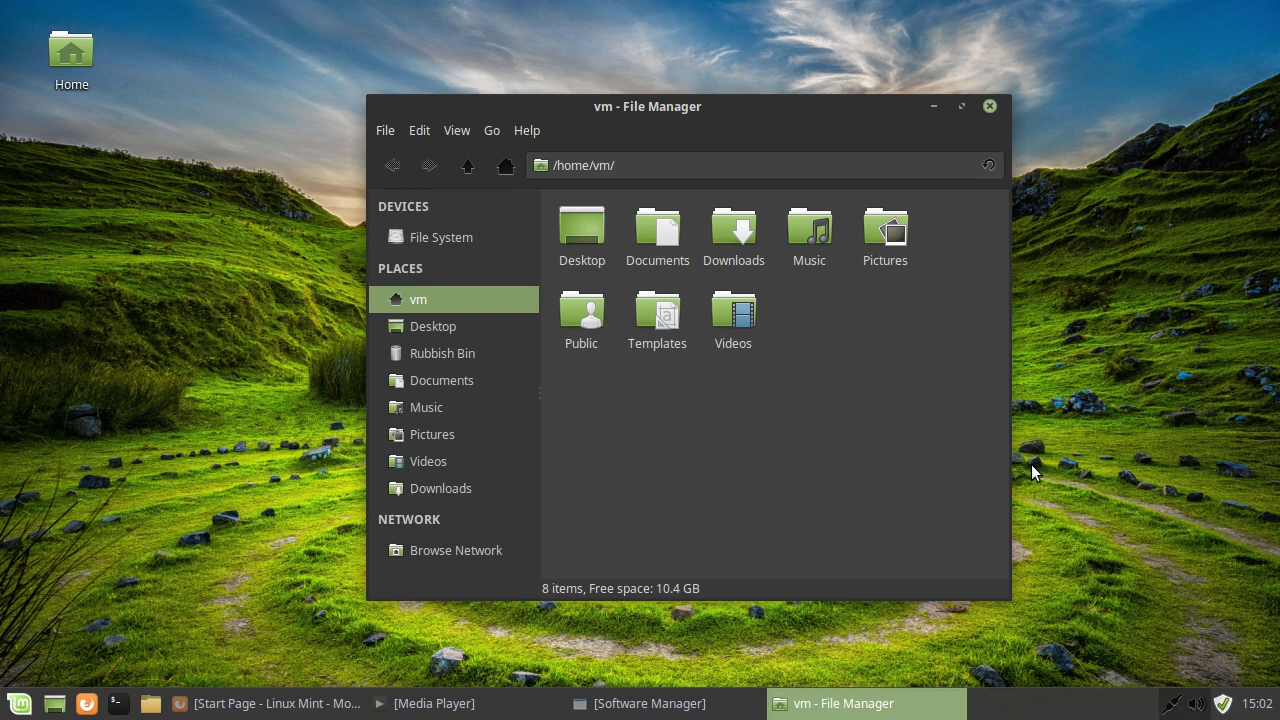 Home
vm - File Manager
File Edit View Go Help
/home/vm/
DEVICES
File System
PLACES
vm
Desktop
Rubbish Bin
Documents
Music
Pictures
Videos
Downloads
NETWORK
Browse Network
Desktop Documents Downloads Music Pictures
Public Templates Videos
8 items, Free space: 10.4 GB
[Start Page - Linux Mint - Mo... [Media Player] [Software Manager] vm - File Manager 15:02